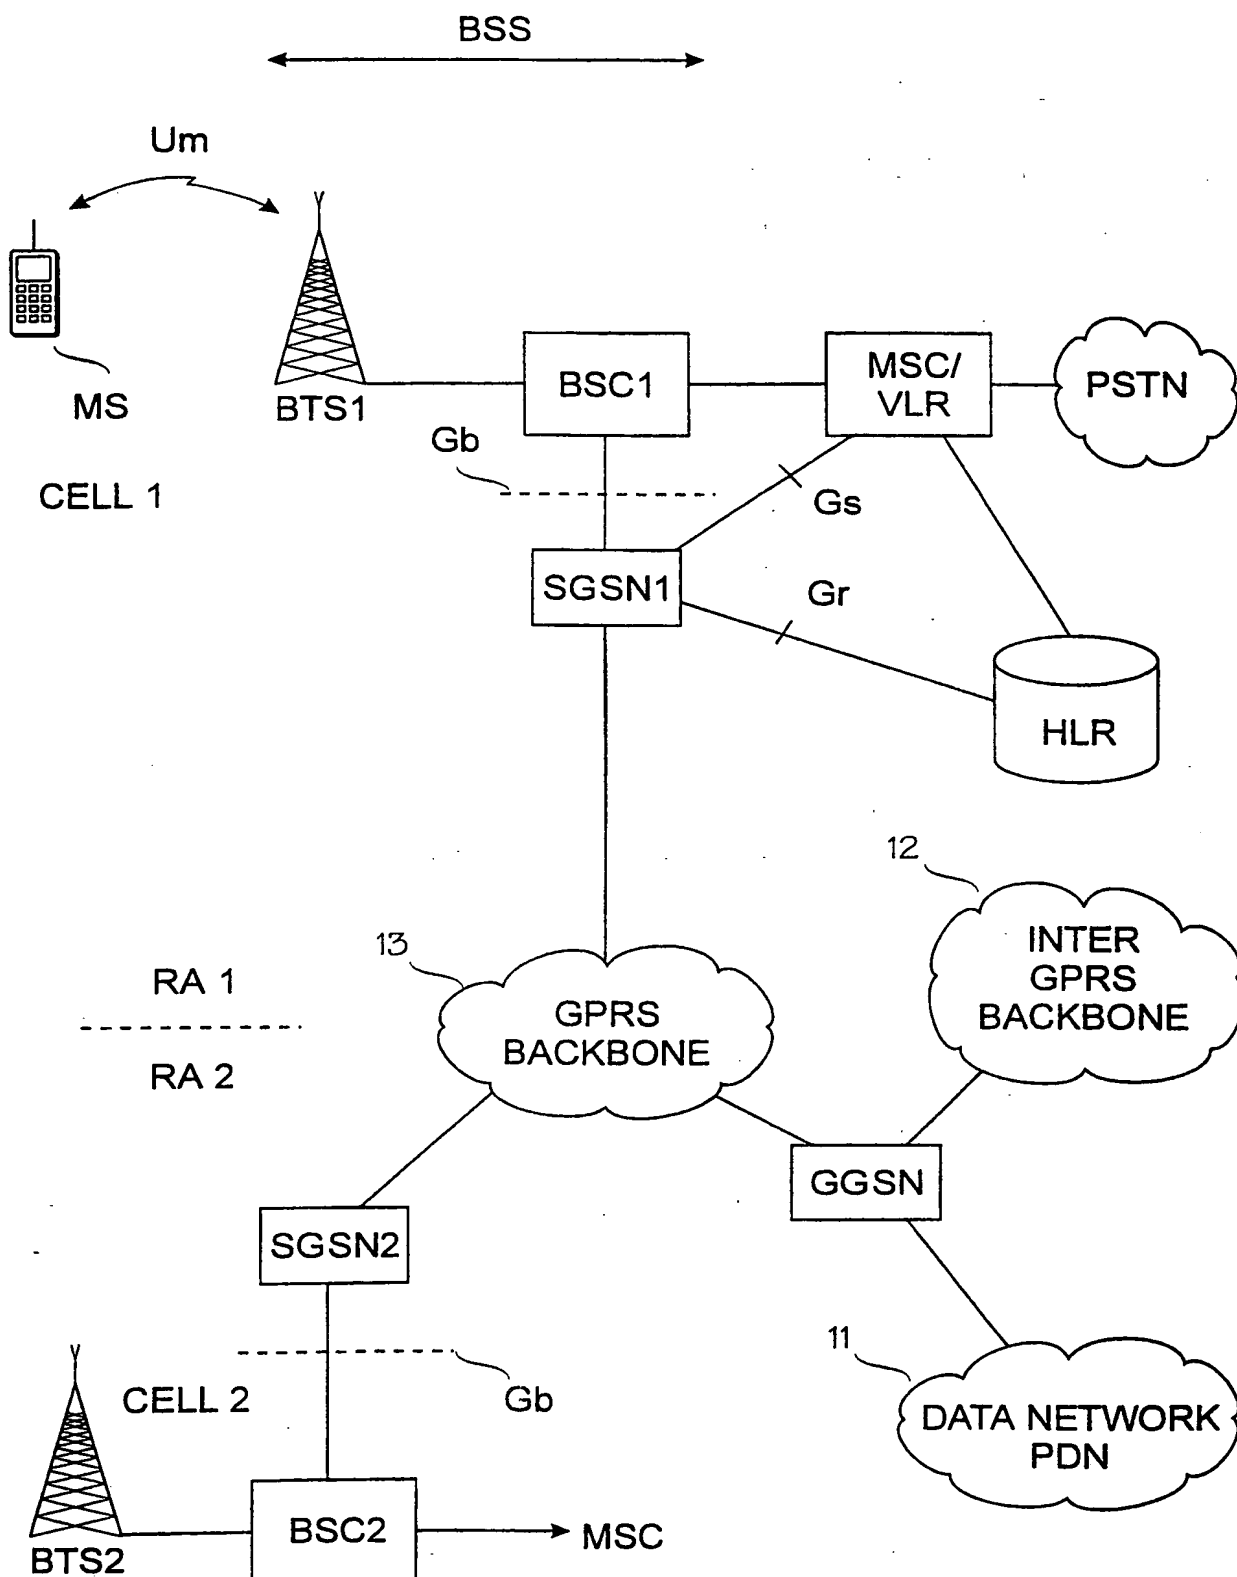 BSS
Um
MS
BTS1
BSC1
MSC/
VLR
PSTN
Gb
CELL 1
Gs
SGSN1
Gr
HLR
12
13
INTER
GPRS
BACKBONE
RA 1
GPRS
BACKBONE
RA 2
GGSN
SGSN2
11
CELL 2
Gb
DATA NETWORK
PDN
BSC2
MSC
BTS2